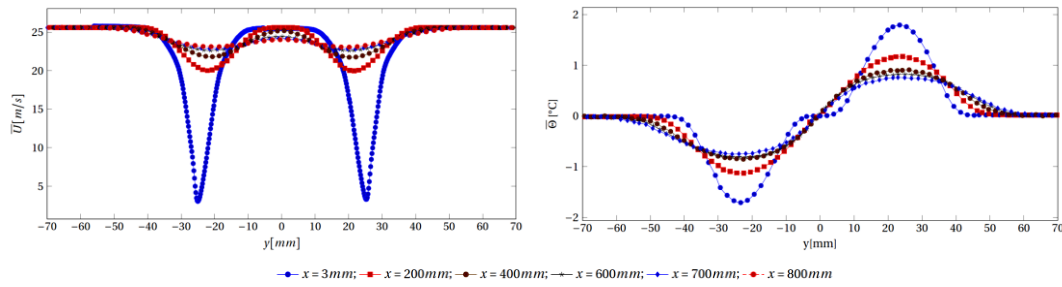 25
20
15
10
5
U [m/s]
−70 −60 −50 −40 −30 −20 −10 0 10 20 30 40 50 60 70
y[mm]
2
1
0
−1
−2
Θ [°C]
−70 −60 −50 −40 −30 −20 −10 0 10 20 30 40 50 60 70
y[mm]
x = 3mm; x = 200mm; x = 400mm; x = 600mm; x = 700mm; x = 800mm